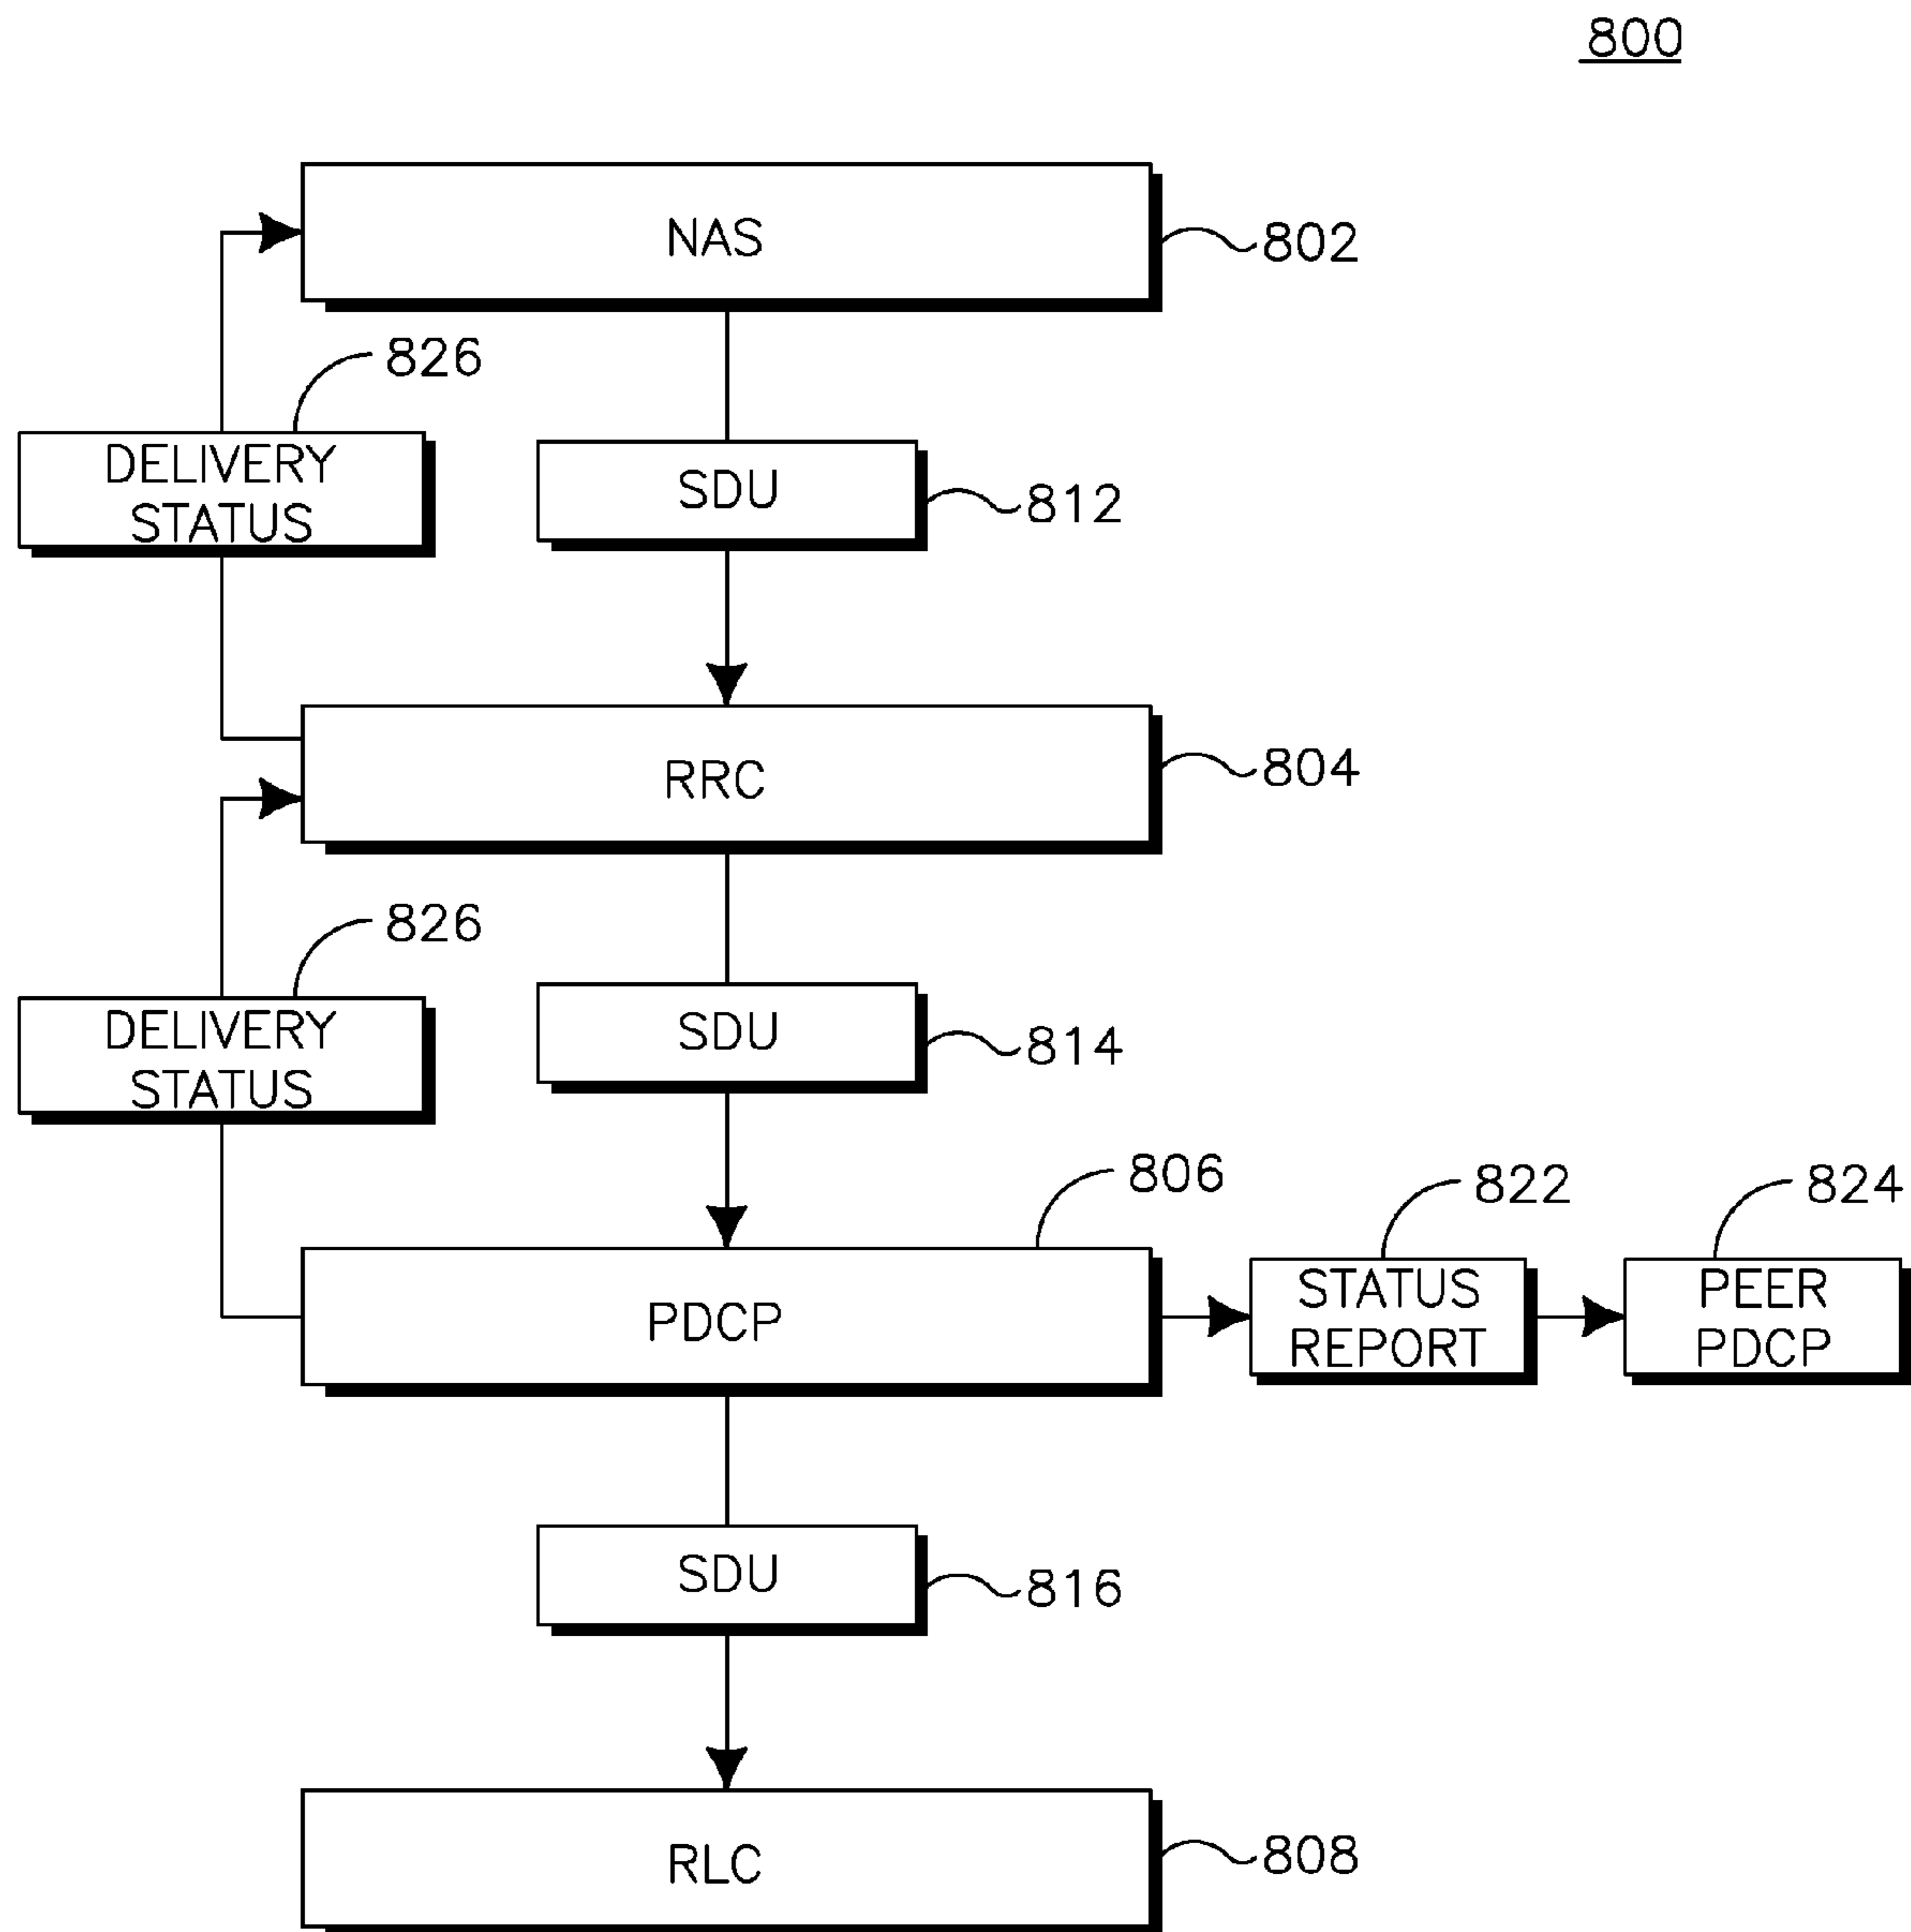 800
NAS
802
826
DELIVERY
STATUS
SDU
812
RRC
804
826
DELIVERY
STATUS
SDU
814
806
822
824
PDCP
STATUS
REPORT
PEER
PDCP
SDU
816
RLC
808